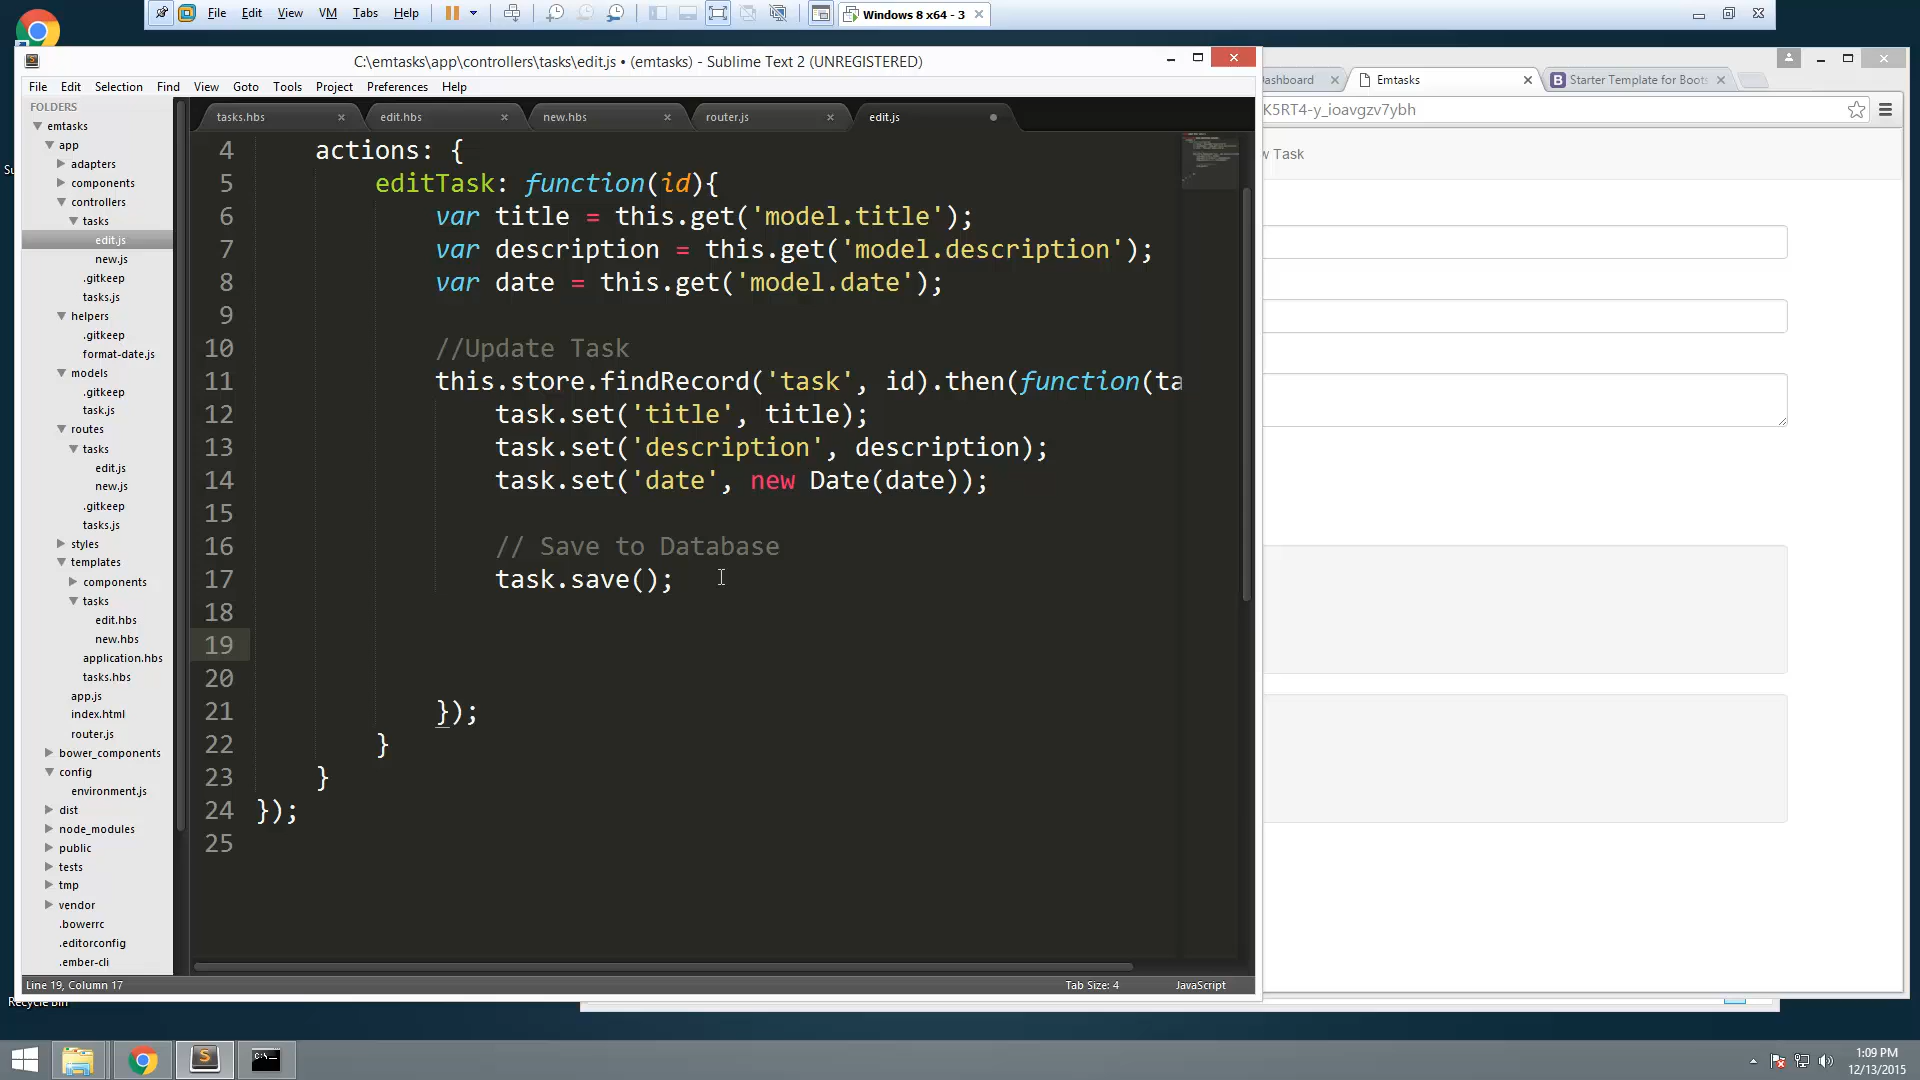 File Edit View VM Tabs Help
Windows 8 x64 - 3
C:\emtasks\app\controllers\tasks\edit.js • (emtasks) - Sublime Text 2 (UNREGISTERED)
File Edit Selection Find View Goto Tools Project Preferences Help
FOLDERS
emtasks
app
adapters
components
controllers
tasks
edit.js
new.js
.gitkeep
tasks.js
helpers
.gitkeep
format-date.js
models
.gitkeep
task.js
routes
tasks
edit.js
new.js
.gitkeep
tasks.js
styles
templates
components
tasks
edit.hbs
new.hbs
application.hbs
tasks.hbs
app.js
index.html
router.js
bower_components
config
environment.js
dist
node_modules
public
tests
tmp
vendor
.bowerrc
.editorconfig
.ember-cli
tasks.hbs edit.hbs new.hbs router.js edit.js
4 actions: {
5 editTask: function(id){
6 var title = this.get('model.title');
7 var description = this.get('model.description');
8 var date = this.get('model.date');
9
10 //Update Task
11 this.store.findRecord('task', id).then(function(ta
12 task.set('title', title);
13 task.set('description', description);
14 task.set('date', new Date(date));
15
16 // Save to Database
17 task.save();
18
19
20
21 });
22 }
23 }
24 });
25
Line 19, Column 17
Tab Size: 4
JavaScript
ashboard
Emtasks
Starter Template for Boots
K5RT4-y_ioavgzv7ybh
w Task
Recycle Bin
1:09 PM
12/13/2015